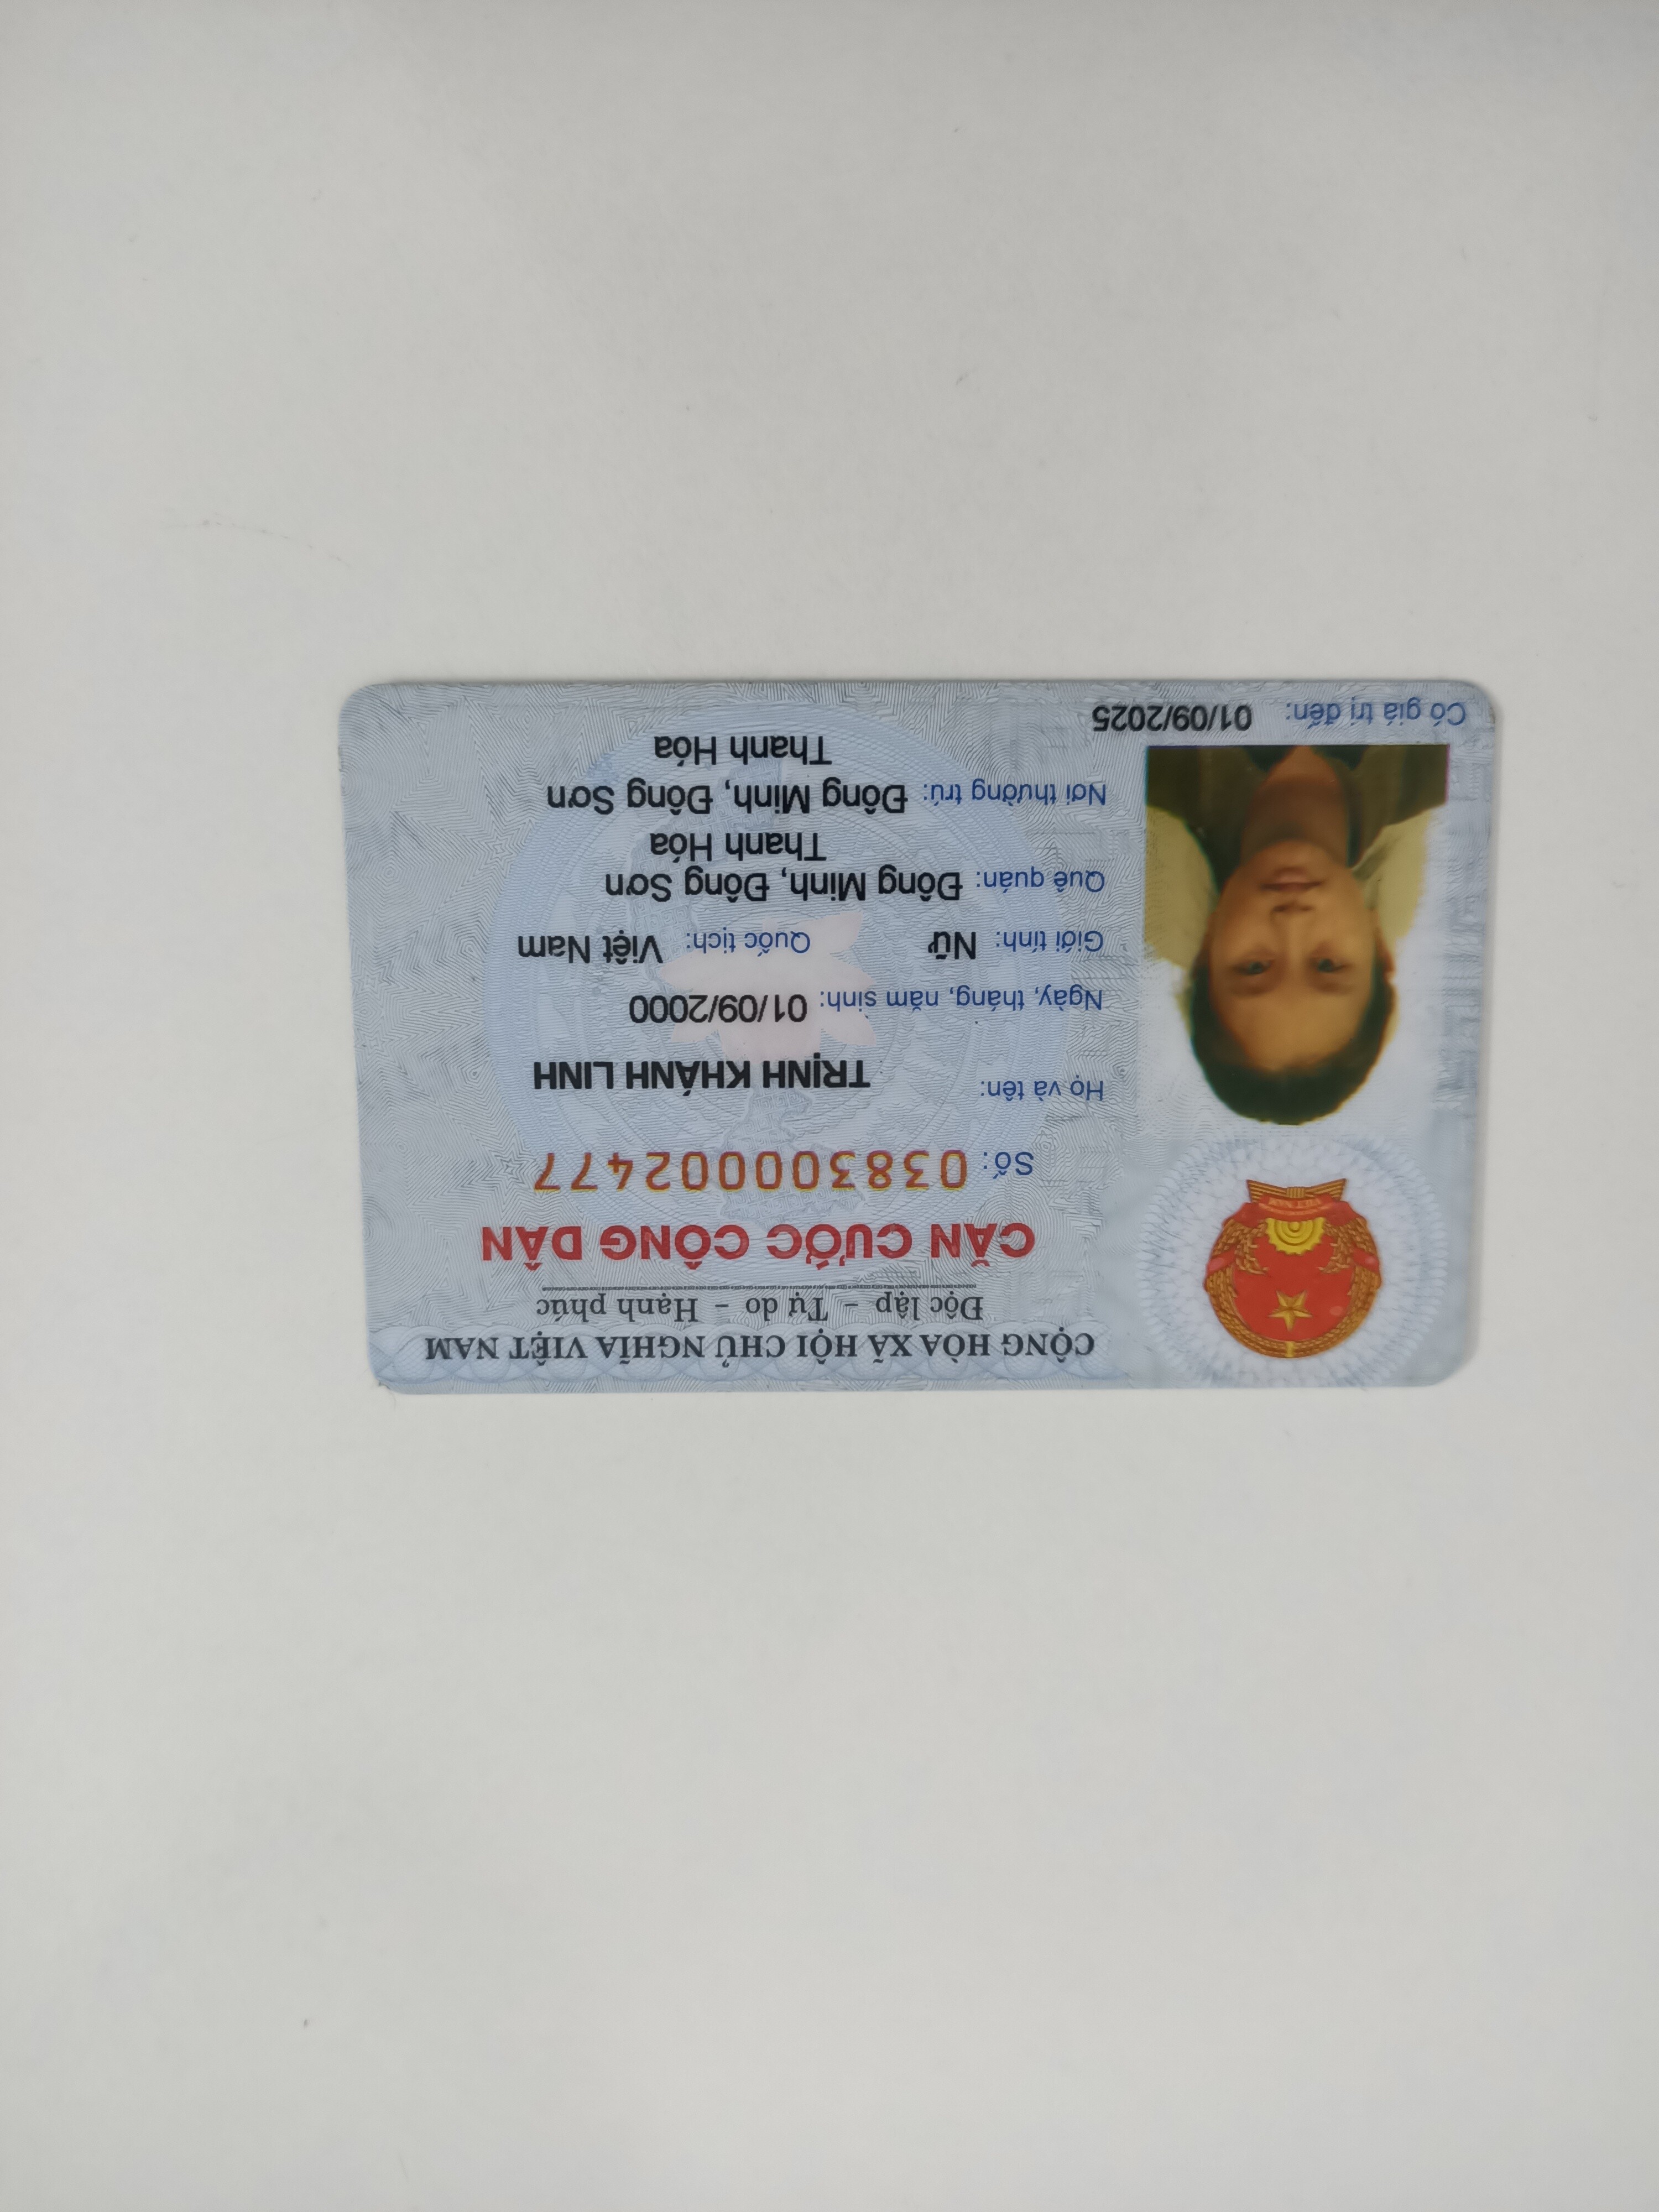 CỘNG HÒA XÃ HỘI CHỦ NGHĨA VIỆT NAM
Độc lập - Tự do - Hạnh phúc
CĂN CƯỚC CÔNG DÂN
Số: 038300002477
Họ và tên: TRỊNH KHÁNH LINH
Ngày, tháng, năm sinh: 01/09/2000
Giới tính: Nữ Quốc tịch: Việt Nam
Quê quán: Đông Minh, Đông Sơn
Thanh Hóa
Nơi thường trú: Đông Minh, Đông Sơn
Thanh Hóa
Có giá trị đến: 01/09/2025